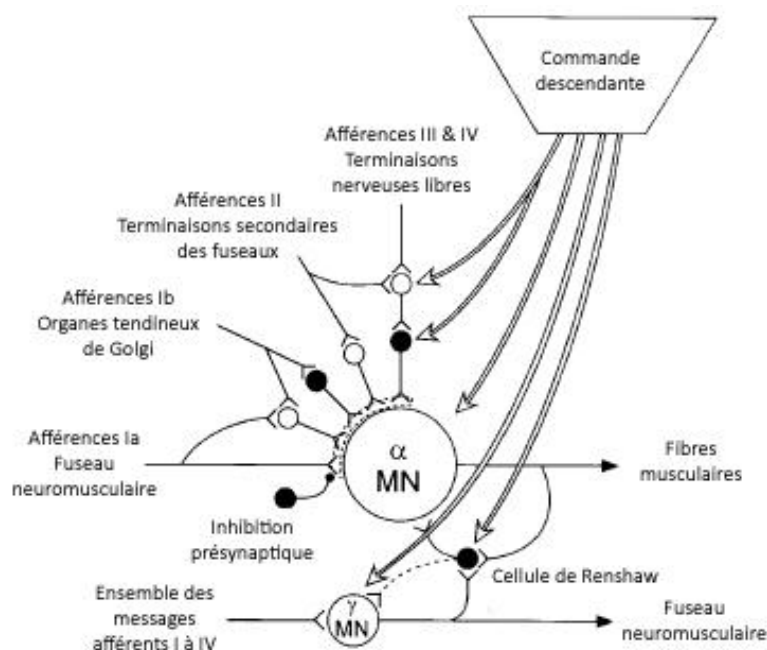 Commande
descendante
Afférences III & IV
Terminaisons
nerveuses libres
Afférences II
Terminaisons secondaires
des fuseaux
Afférences Ib
Organes tendineux
de Golgi
Afférences Ia
Fuseau
neuromusculaire
α
MN
Fibres
musculaires
Inhibition
présynaptique
Cellule de Renshaw
Ensemble des
messages
afférents I à IV
γ
MN
Fuseau
neuromusculaire